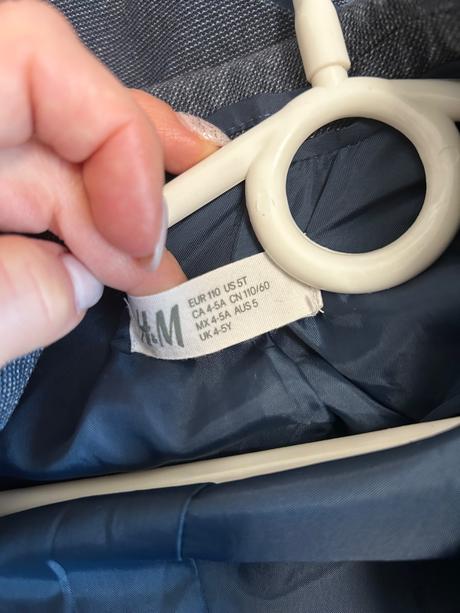 H&M
EUR 110 US 5T
CA 4-5A CN 110/60
MX 4-5A AUS 5
UK 4-5Y